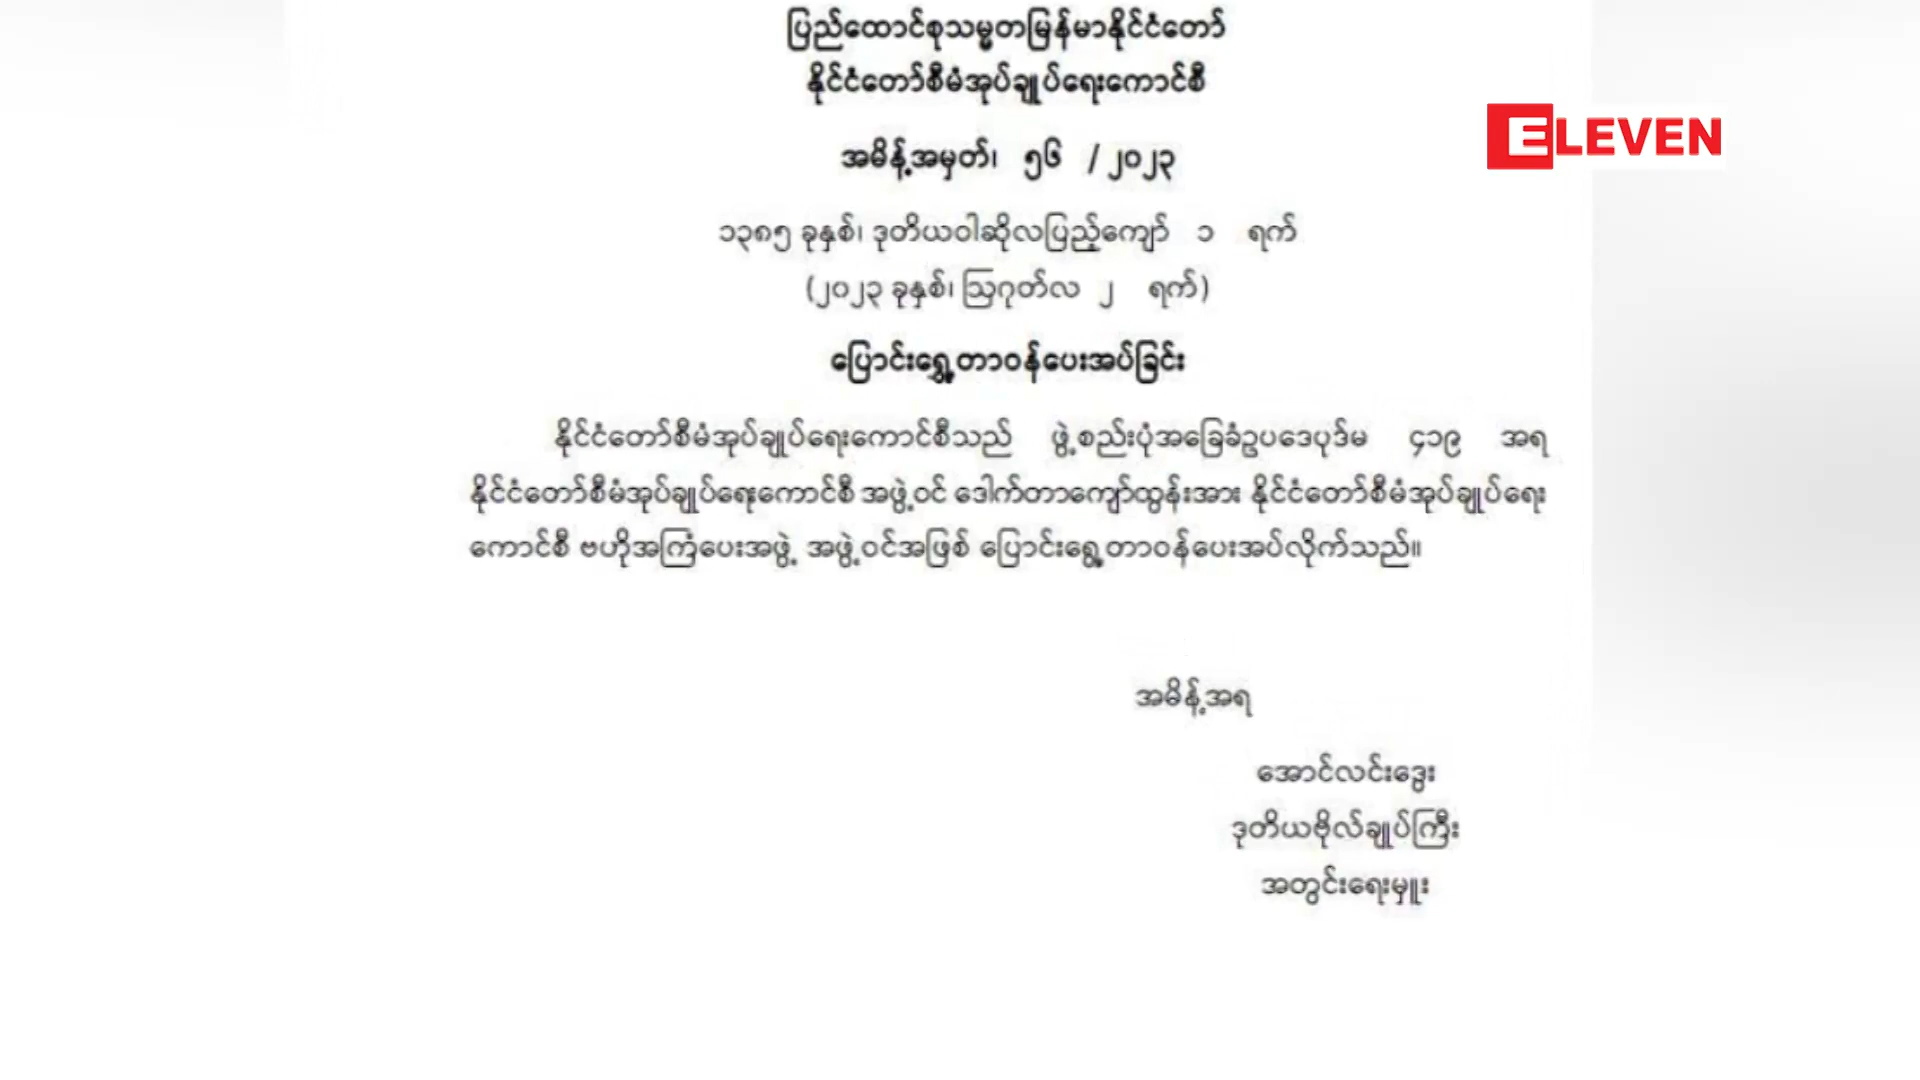 ပြည်ထောင်စုသမ္မတမြန်မာနိုင်ငံတော်
နိုင်ငံတော်စီမံအုပ်ချုပ်ရေးကောင်စီ
ELEVEN
အမိန့်အမှတ်၊ ၅၆ / ၂၀၂၃
၁၃၈၅ ခုနှစ်၊ ဒုတိယဝါဆိုလပြည့်ကျော် ၁ ရက်
(၂၀၂၃ ခုနှစ်၊ ဩဂုတ်လ ၂ ရက်)
ပြောင်းရွှေ့တာဝန်ပေးအပ်ခြင်း
နိုင်ငံတော်စီမံအုပ်ချုပ်ရေးကောင်စီသည် ဖွဲ့စည်းပုံအခြေခံဥပဒေပုဒ်မ ၄၁၉ အရ
နိုင်ငံတော်စီမံအုပ်ချုပ်ရေးကောင်စီ အဖွဲ့ဝင် ဒေါက်တာကျော်ထွန်းအား နိုင်ငံတော်စီမံအုပ်ချုပ်ရေး
ကောင်စီ ဗဟိုအကြံပေးအဖွဲ့ အဖွဲ့ဝင်အဖြစ် ပြောင်းရွှေ့တာဝန်ပေးအပ်လိုက်သည်။
အမိန့်အရ
အောင်လင်းဒွေး
ဒုတိယဗိုလ်ချုပ်ကြီး
အတွင်းရေးမှူး